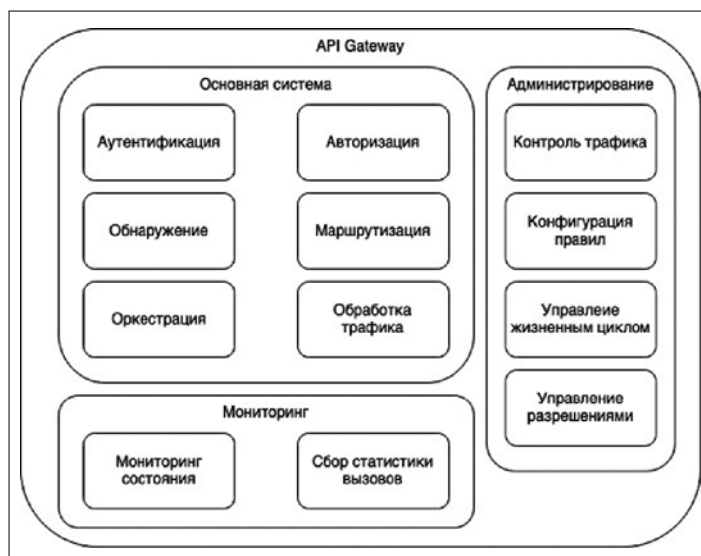 API Gateway
Основная система
Аутентификация
Авторизация
Обнаружение
Маршрутизация
Оркестрация
Обработка
трафика
Мониторинг
Мониторинг
состояния
Сбор статистики
вызовов
Администрирование
Контроль трафика
Конфигурация
правил
Управлеие
жизненным циклом
Управление
разрешениями